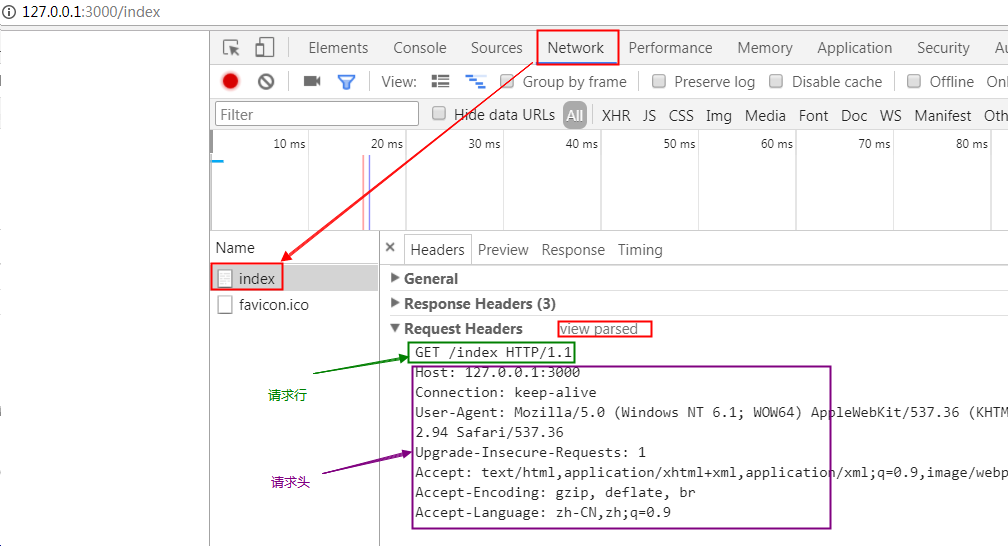 127.0.0.1:3000/index
Elements Console Sources Network Performance Memory Application Security
View: Group by frame Preserve log Disable cache Offline
Filter Hide data URLs All XHR JS CSS Img Media Font Doc WS Manifest
10 ms 20 ms 30 ms 40 ms 50 ms 60 ms 70 ms 80 ms
Name
index
favicon.ico
× Headers Preview Response Timing
General
Response Headers (3)
Request Headers view parsed
GET /index HTTP/1.1
Host: 127.0.0.1:3000
Connection: keep-alive
User-Agent: Mozilla/5.0 (Windows NT 6.1; WOW64) AppleWebKit/537.36 (KHTM
2.94 Safari/537.36
Upgrade-Insecure-Requests: 1
Accept: text/html,application/xhtml+xml,application/xml;q=0.9,image/webp
Accept-Encoding: gzip, deflate, br
Accept-Language: zh-CN,zh;q=0.9
请求行
请求头